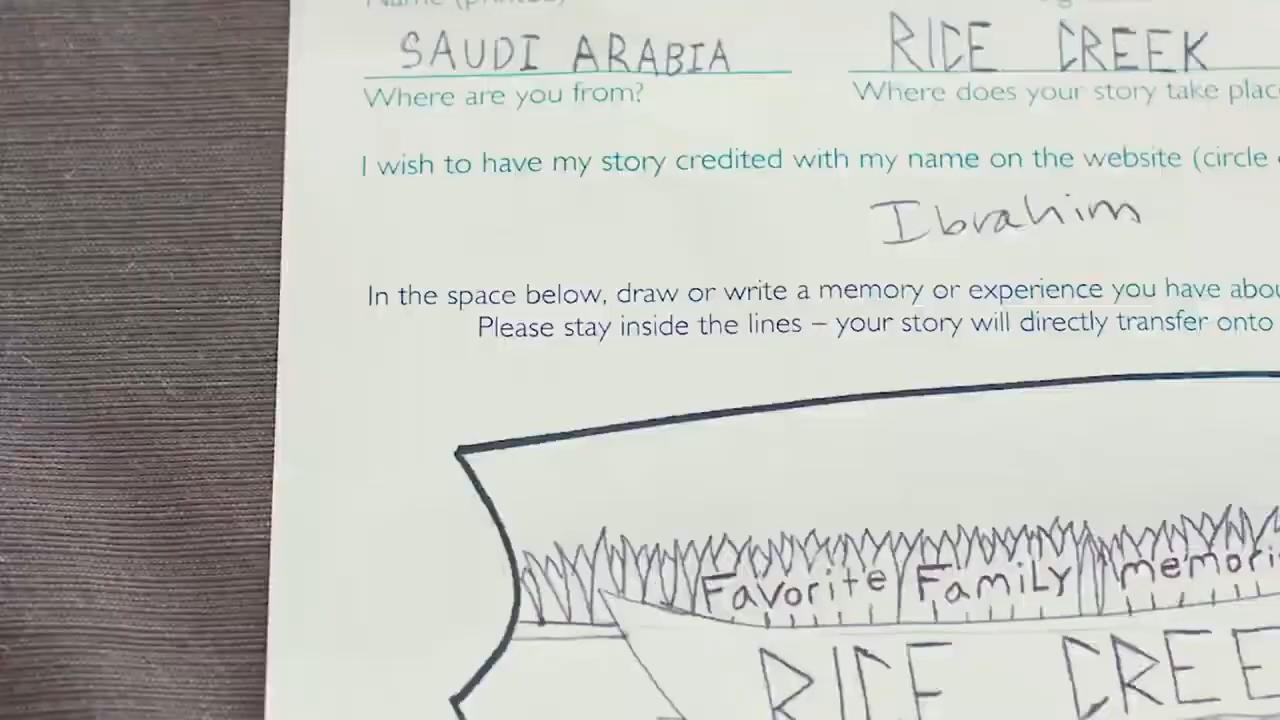 Name (printed)
SAUDI ARABIA RICE CREEK
Where are you from? Where does your story take plac
I wish to have my story credited with my name on the website (circle
Ibrahim
In the space below, draw or write a memory or experience you have abou
Please stay inside the lines – your story will directly transfer onto
Favorite Family memori
RICE CREE